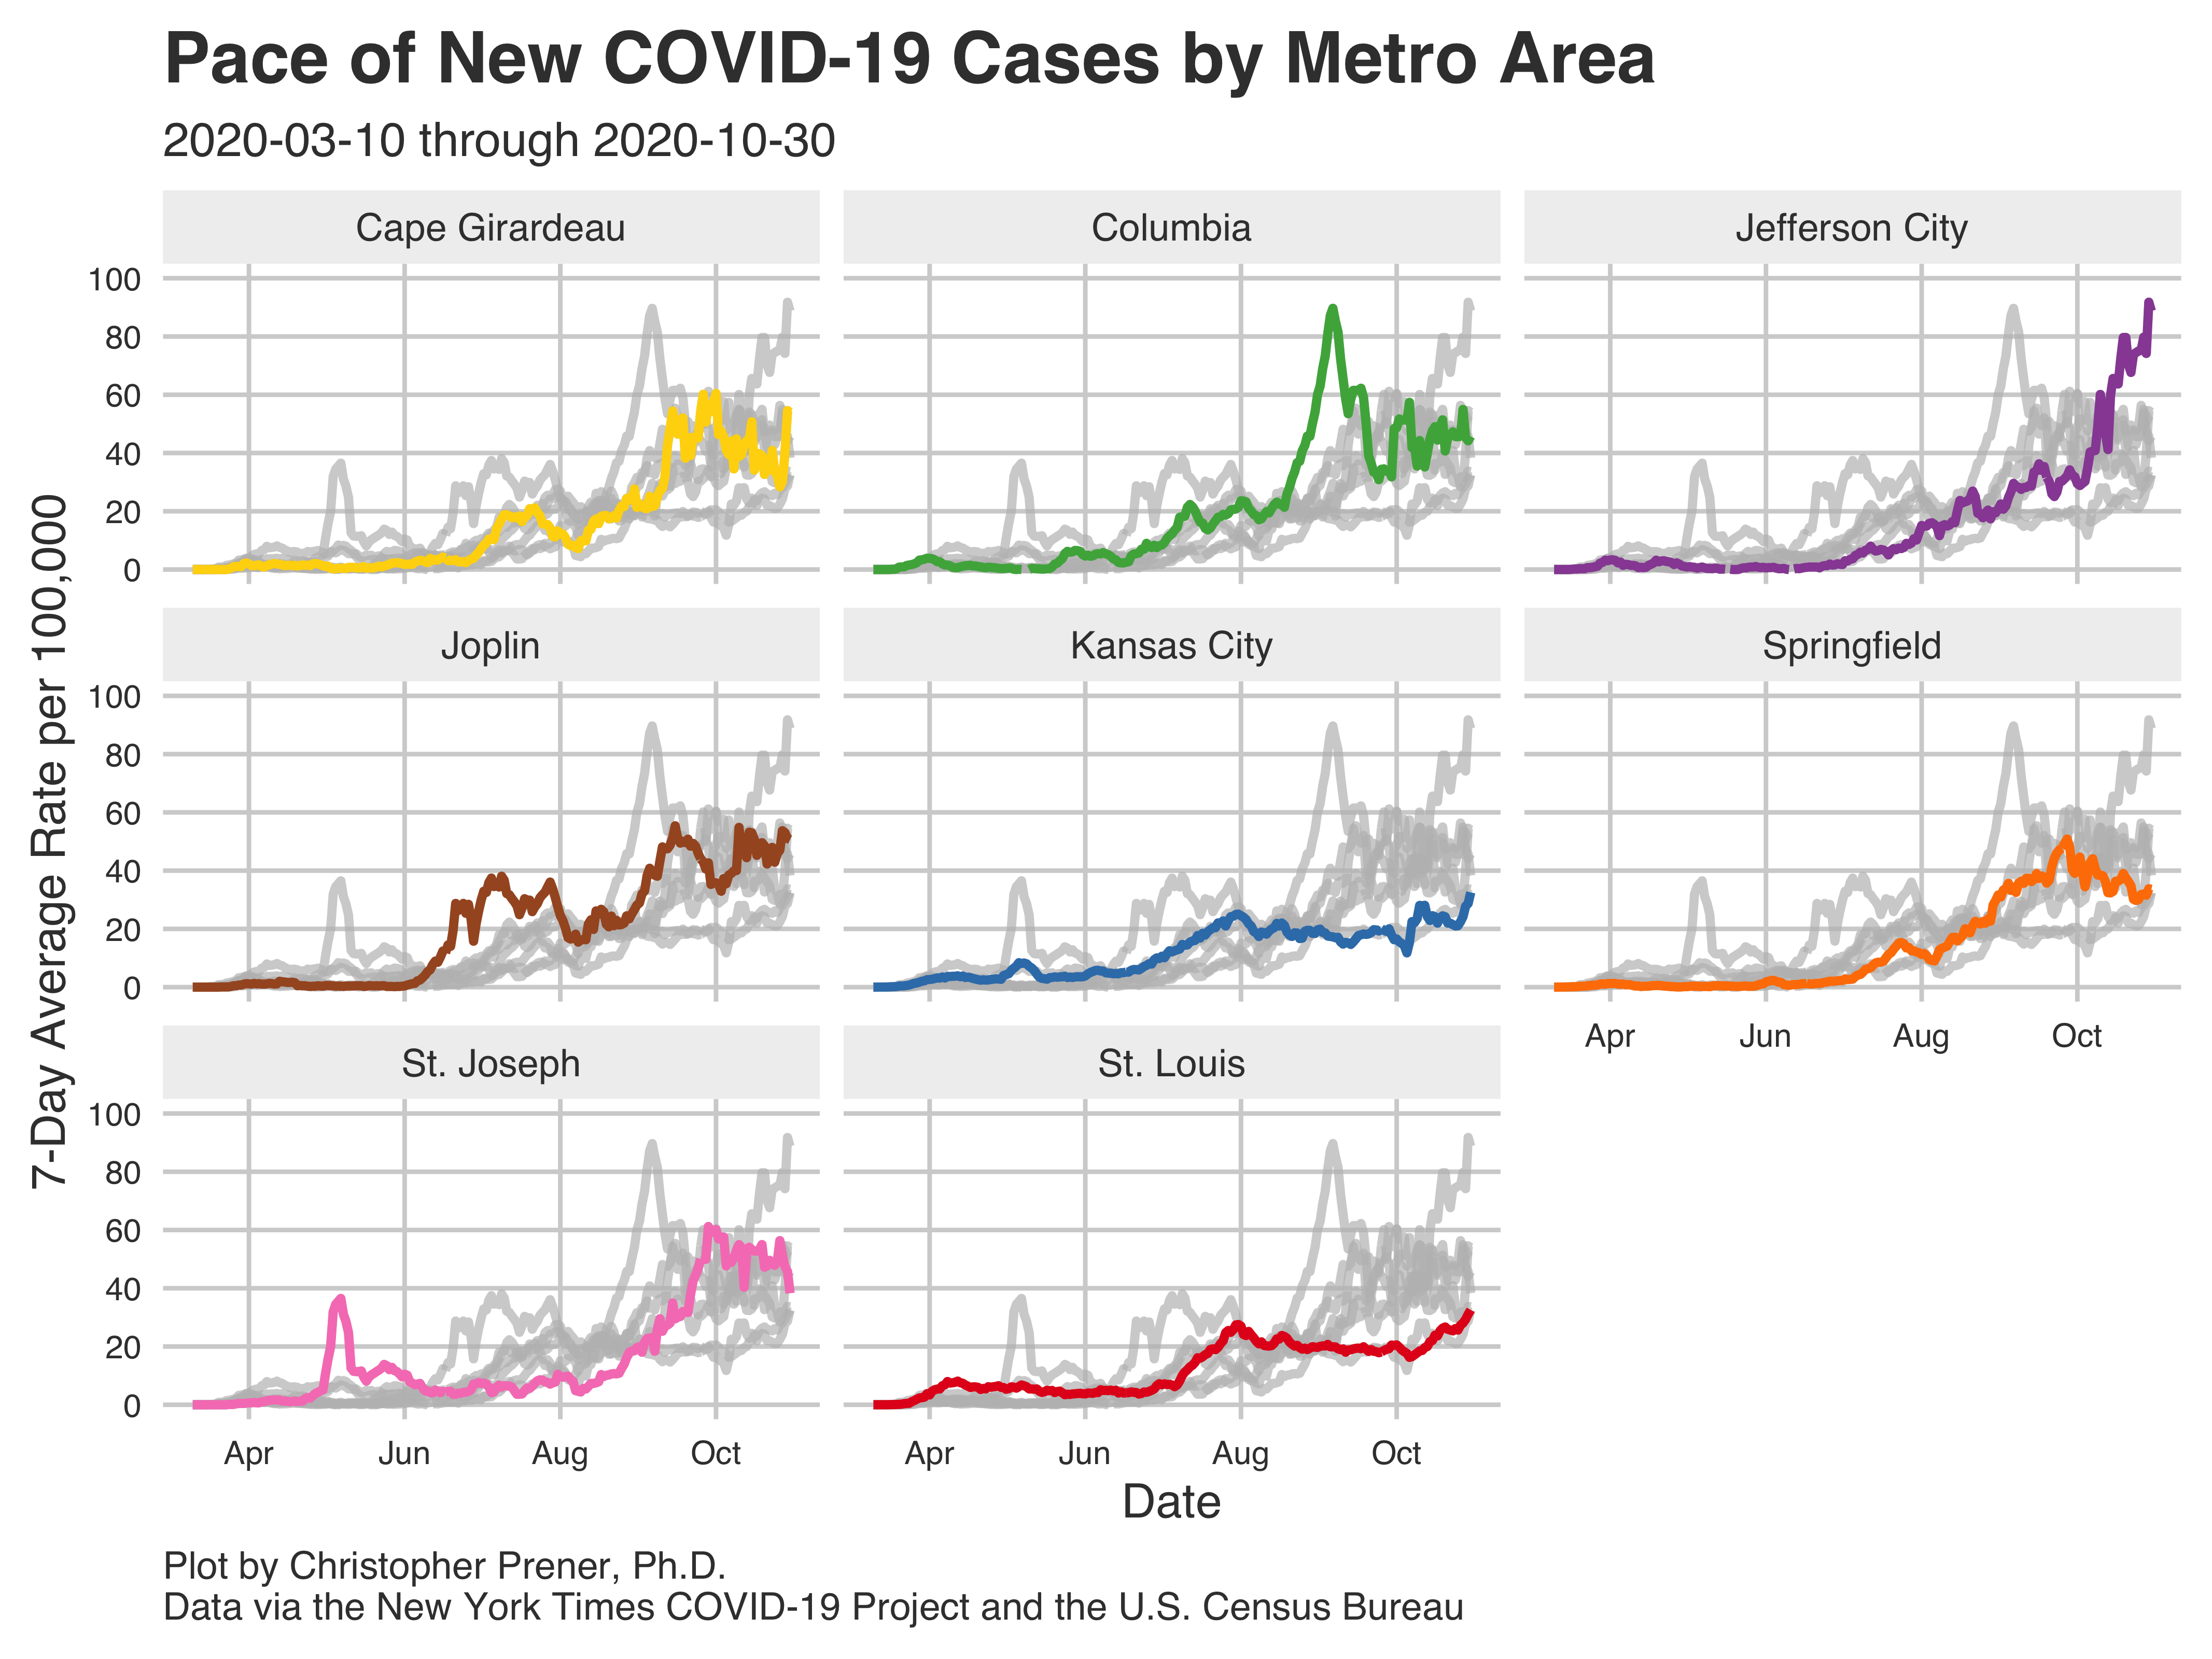 Pace of New COVID-19 Cases by Metro Area
2020-03-10 through 2020-10-30
Cape Girardeau
Columbia
Jefferson City
100
80
60
40
20
0
Joplin
Kansas City
Springfield
100
80
60
40
20
0
Apr
Jun
Aug
Oct
St. Joseph
St. Louis
100
80
60
40
20
0
Apr
Jun
Aug
Oct
Apr
Jun
Aug
Oct
7-Day Average Rate per 100,000
Date
Plot by Christopher Prener, Ph.D.
Data via the New York Times COVID-19 Project and the U.S. Census Bureau